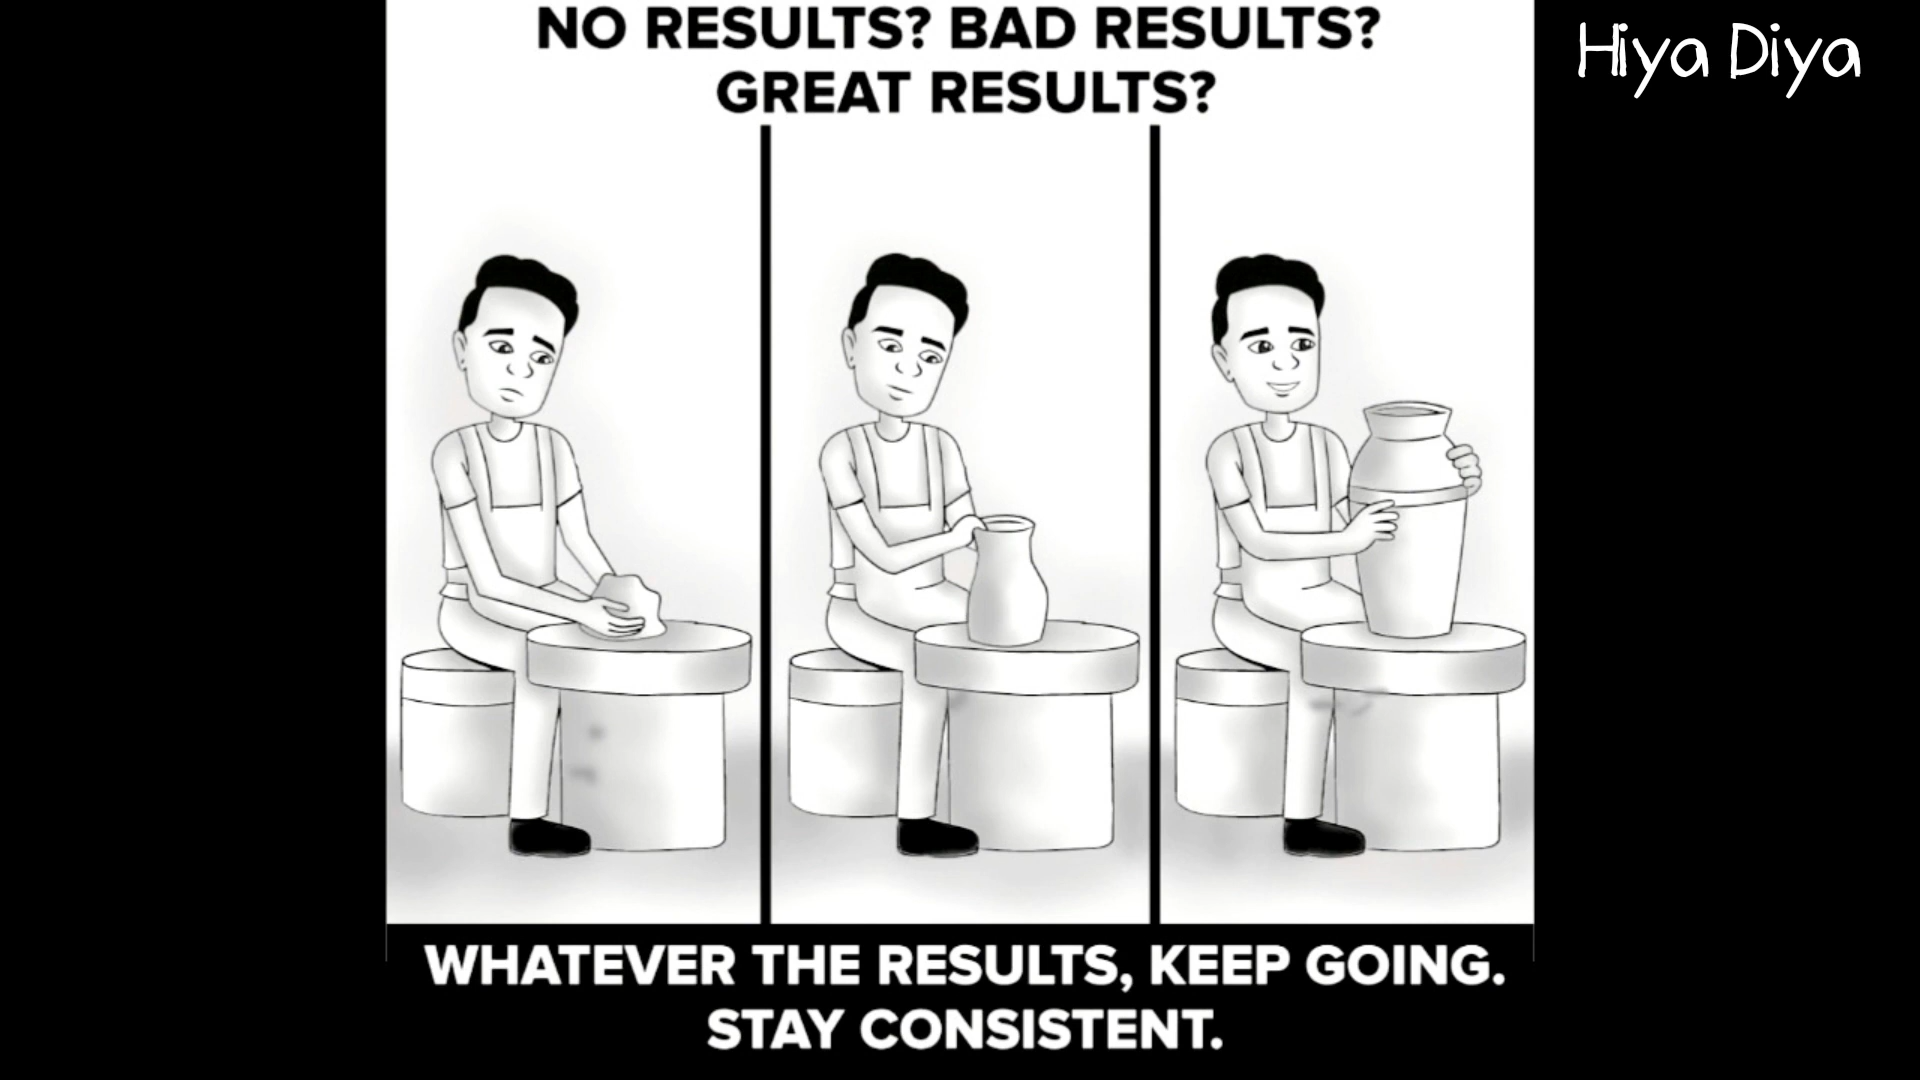 NO RESULTS? BAD RESULTS?
GREAT RESULTS?
Hiya Diya
WHATEVER THE RESULTS, KEEP GOING.
STAY CONSISTENT.